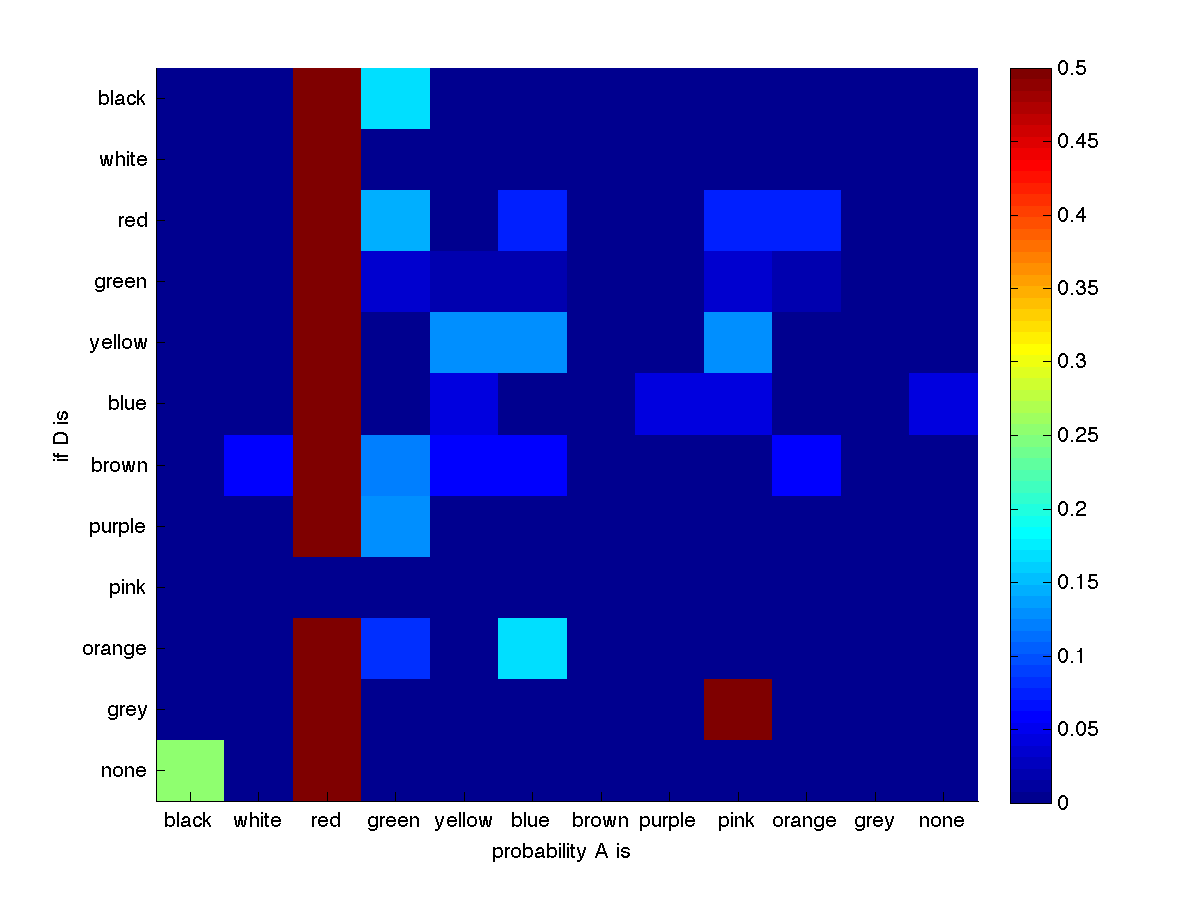 black
white
red
green
yellow
blue
brown
purple
pink
orange
grey
none
if D is
black white red green yellow blue brown purple pink orange grey none
probability A is
0.5
0.45
0.4
0.35
0.3
0.25
0.2
0.15
0.1
0.05
0